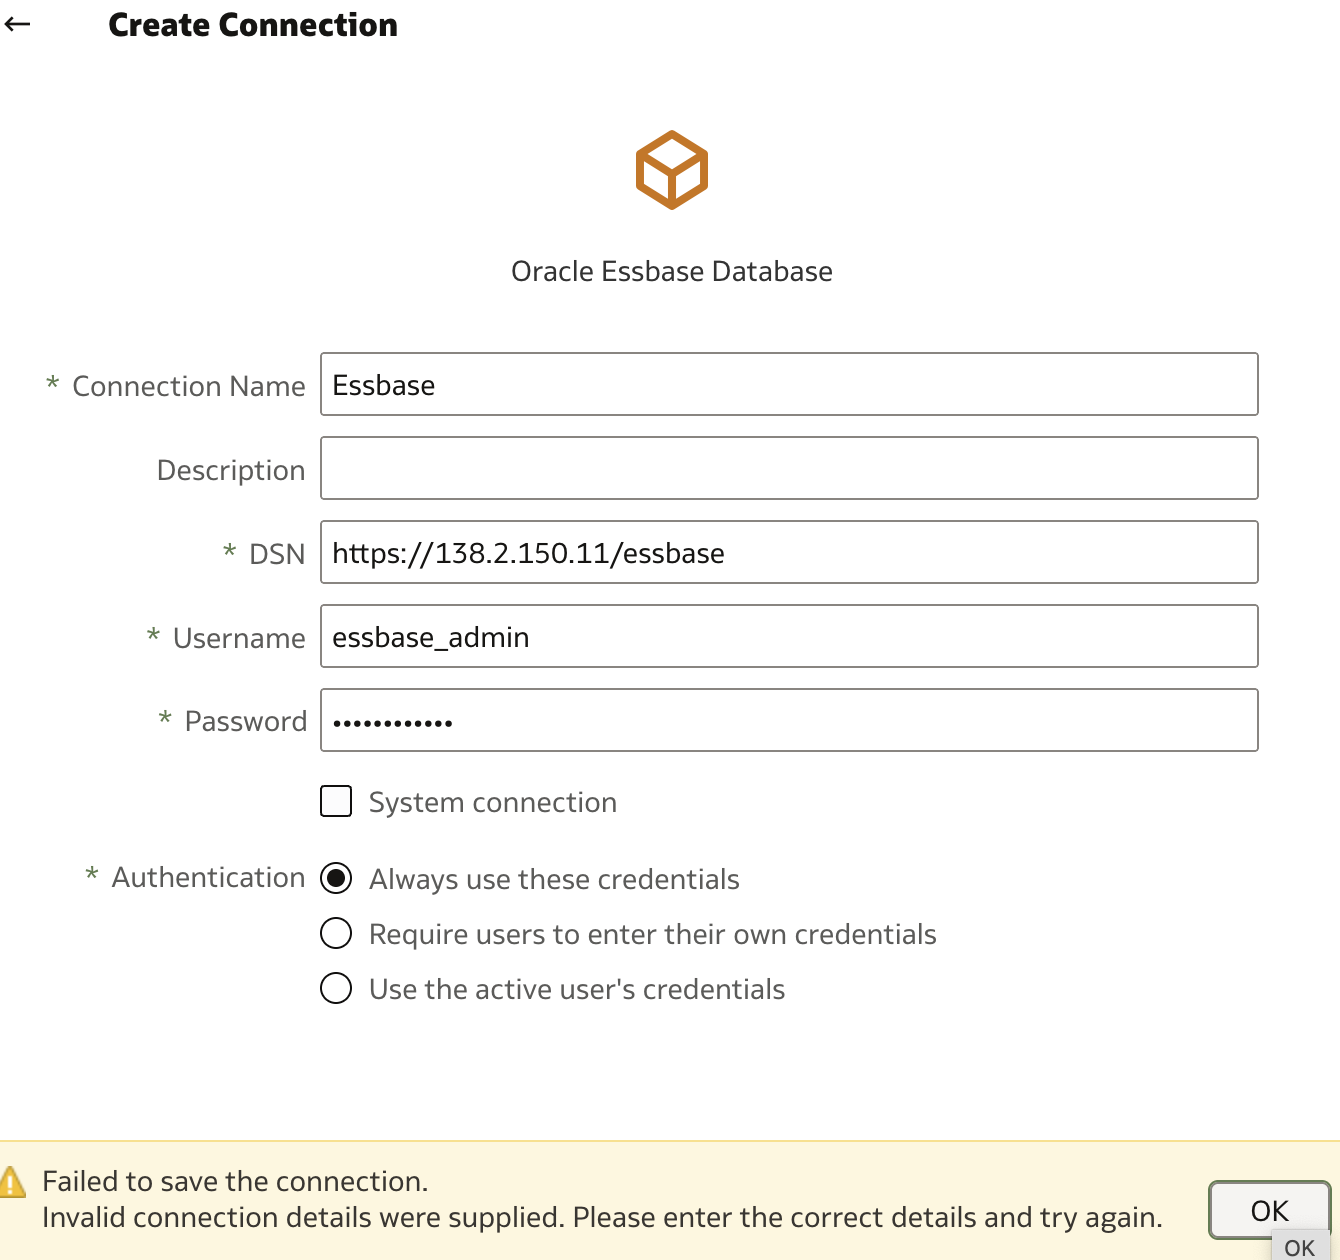 Create Connection
Oracle Essbase Database
* Connection Name Essbase
Description
* DSN https://138.2.150.11/essbase
* Username essbase_admin
* Password ••••••••••••
System connection
* Authentication Always use these credentials
Require users to enter their own credentials
Use the active user's credentials
Failed to save the connection.
Invalid connection details were supplied. Please enter the correct details and try again.
OK
OK